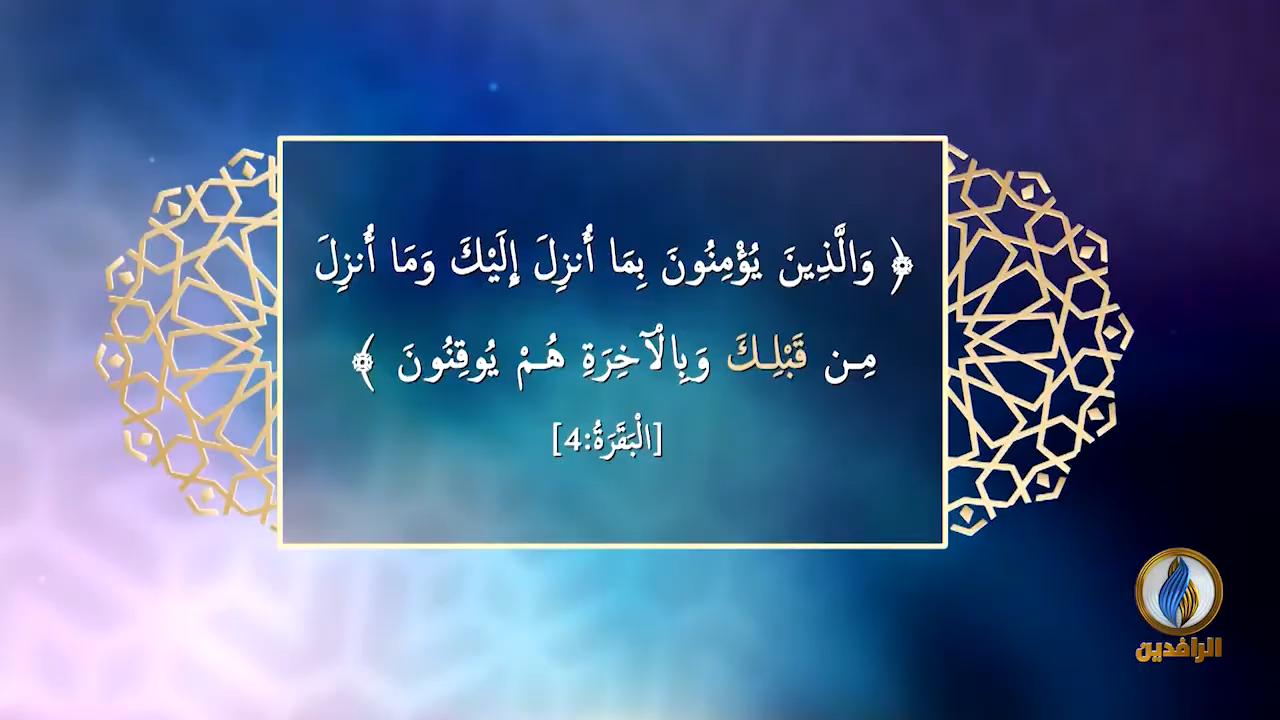 ﴿ وَالَّذِينَ يُؤْمِنُونَ بِمَا أُنزِلَ إِلَيْكَ وَمَا أُنزِلَ
مِن قَبْلِكَ وَبِالْآخِرَةِ هُمْ يُوقِنُونَ ﴾
[الْبَقَرَةُ:4]
الرافدين